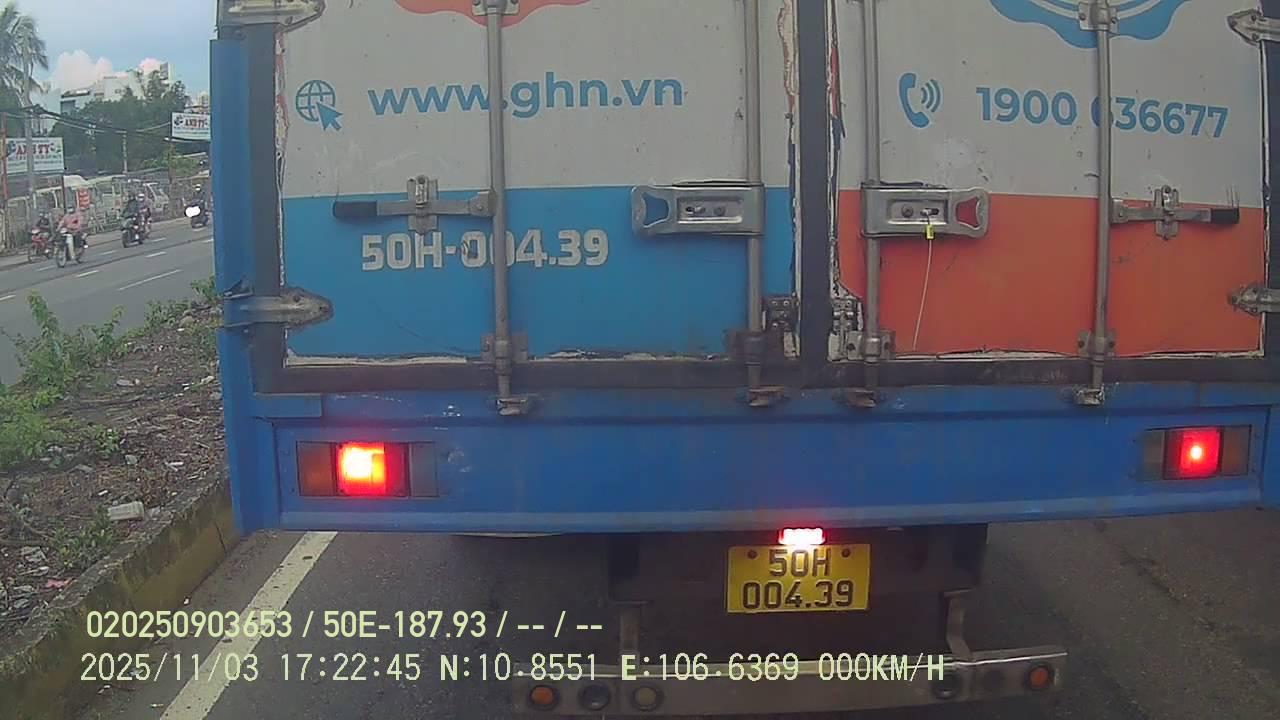 www.ghn.vn
1900 636677
50H-004.39
50H
004.39
020250903653 / 50E-187.93 / -- / --
2025/11/03 17:22:45 N:10.8551 E:106.6369 000KM/H